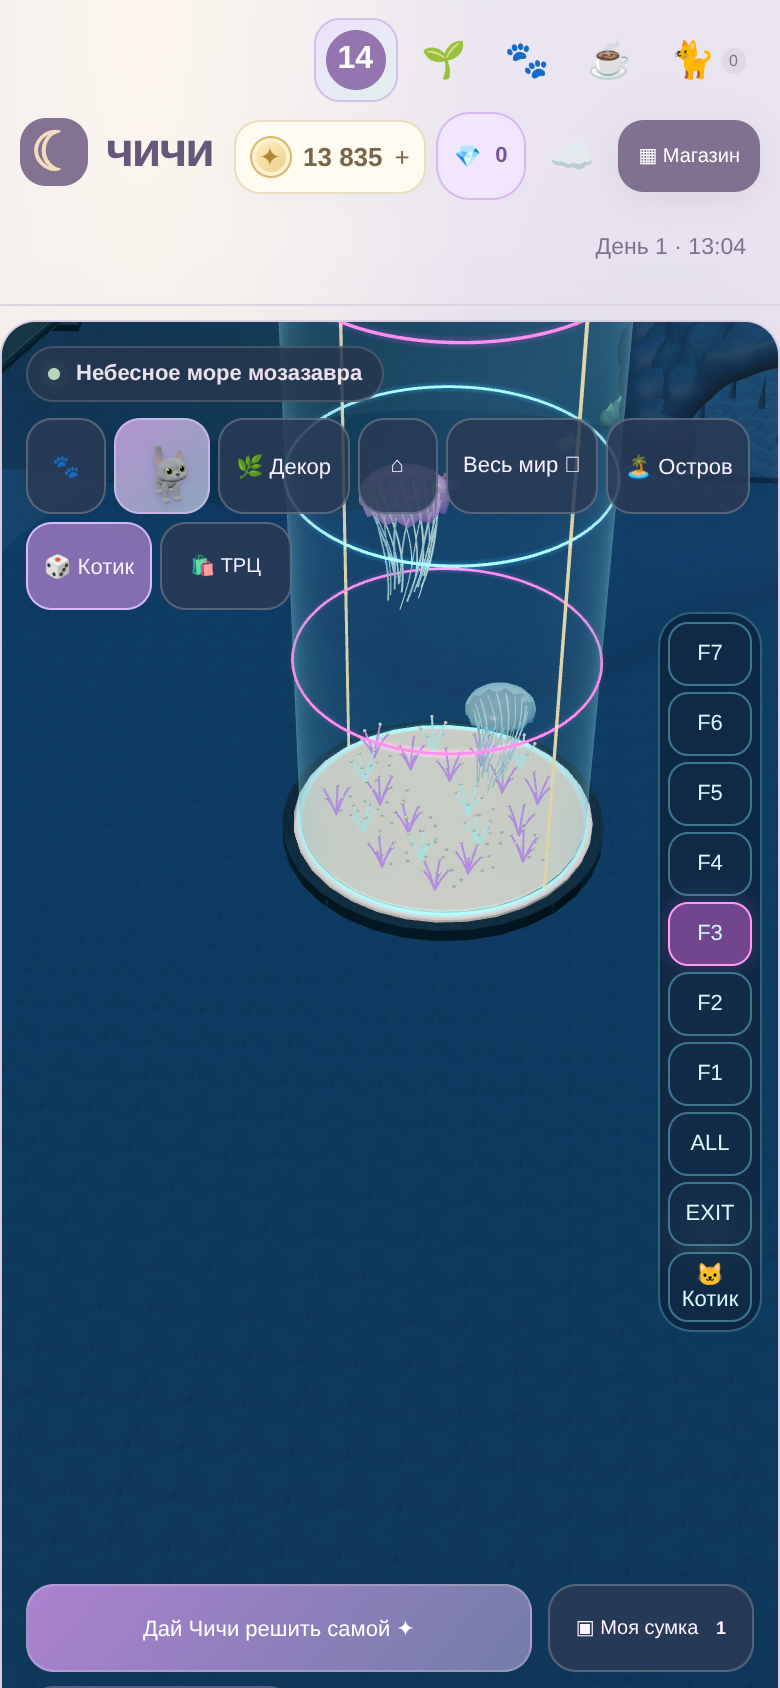 14
0
чичи
13 835 +
0
Магазин
День 1 · 13:04
Небесное море мозазавра
Декор
Весь мир
Остров
Котик
ТРЦ
F7
F6
F5
F4
F3
F2
F1
ALL
EXIT
Котик
Дай Чичи решить самой ✦
Моя сумка 1